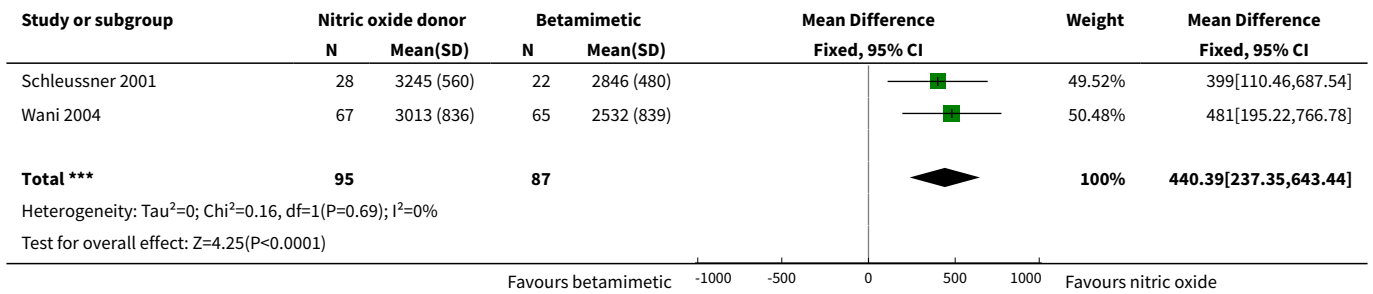 Study or subgroup Nitric oxide donor Betamimetic Mean Difference Weight Mean Difference
N Mean(SD) N Mean(SD) Fixed, 95% CI Fixed, 95% CI
Schleussner 2001 28 3245 (560) 22 2846 (480) 49.52% 399[110.46,687.54]
Wani 2004 67 3013 (836) 65 2532 (839) 50.48% 481[195.22,766.78]
Total *** 95 87 100% 440.39[237.35,643.44]
Heterogeneity: Tau²=0; Chi²=0.16, df=1(P=0.69); I²=0%
Test for overall effect: Z=4.25(P<0.0001)
Favours betamimetic -1000 -500 0 500 1000 Favours nitric oxide